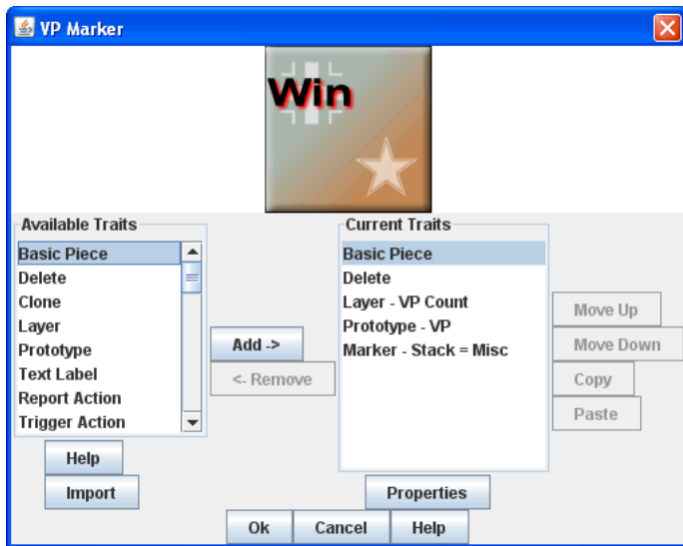 VP Marker
Win
Available Traits
Basic Piece
Delete
Clone
Layer
Prototype
Text Label
Report Action
Trigger Action
Add ->
<- Remove
Current Traits
Basic Piece
Delete
Layer - VP Count
Prototype - VP
Marker - Stack = Misc
Move Up
Move Down
Copy
Paste
Help
Import
Properties
Ok
Cancel
Help